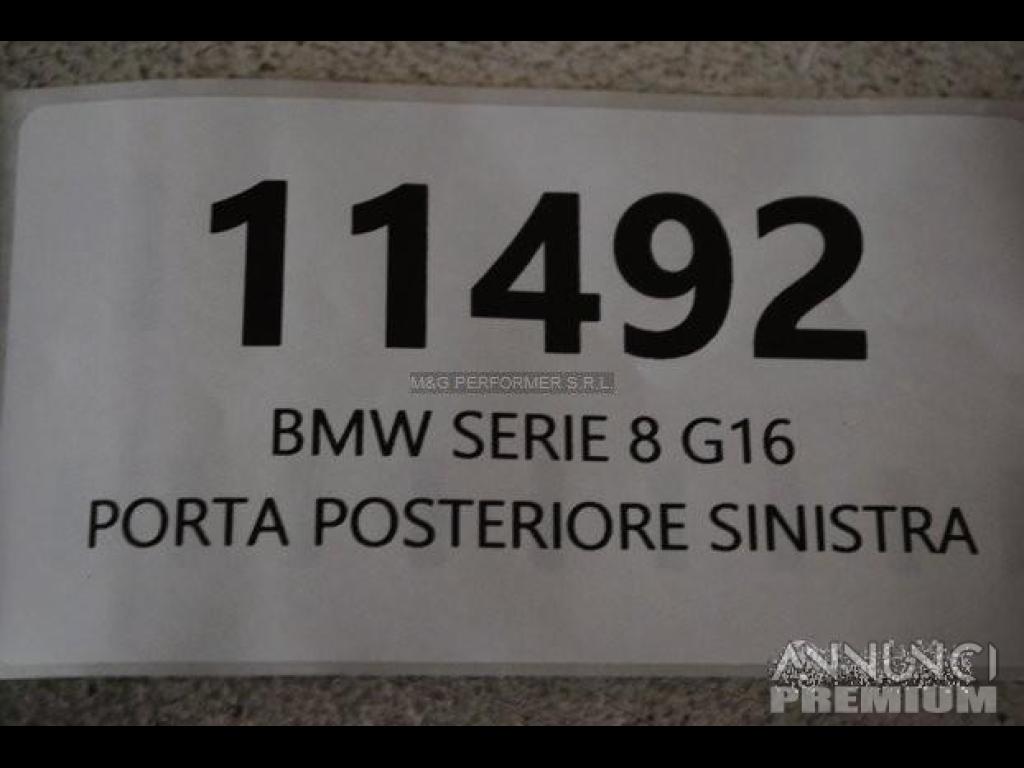 11492
M&G PERFORMER S.R.L.
BMW SERIE 8 G16
PORTA POSTERIORE SINISTRA
ANNUNCI
PREMIUM